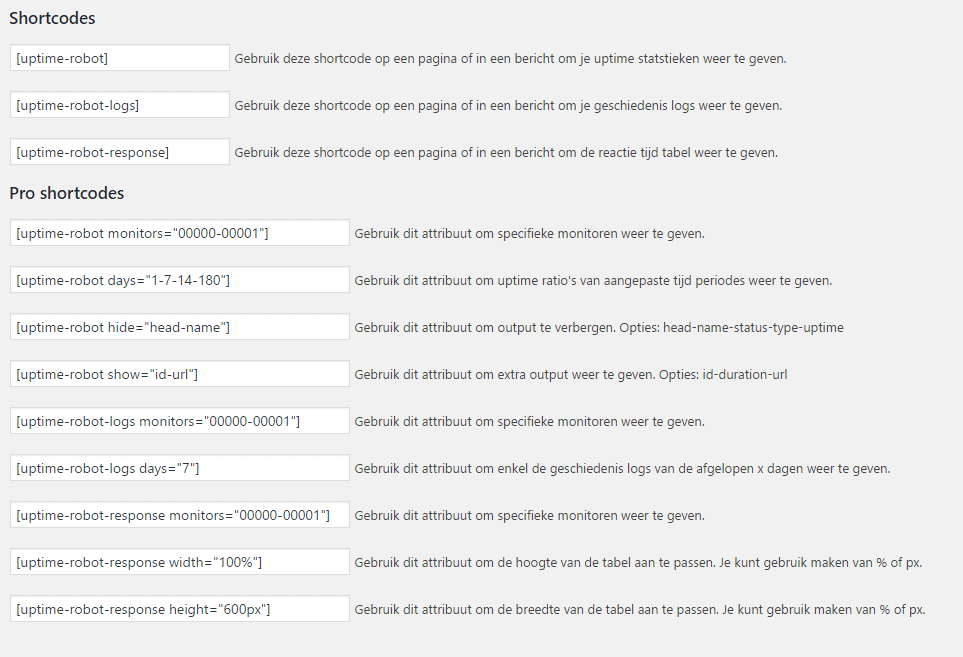 Shortcodes
[uptime-robot] Gebruik deze shortcode op een pagina of in een bericht om je uptime statstieken weer te geven.
[uptime-robot-logs] Gebruik deze shortcode op een pagina of in een bericht om je geschiedenis logs weer te geven.
[uptime-robot-response] Gebruik deze shortcode op een pagina of in een bericht om de reactie tijd tabel weer te geven.
Pro shortcodes
[uptime-robot monitors="00000-00001"] Gebruik dit attribuut om specifieke monitoren weer te geven.
[uptime-robot days="1-7-14-180"] Gebruik dit attribuut om uptime ratio's van aangepaste tijd periodes weer te geven.
[uptime-robot hide="head-name"] Gebruik dit attribuut om output te verbergen. Opties: head-name-status-type-uptime
[uptime-robot show="id-url"] Gebruik dit attribuut om extra output weer te geven. Opties: id-duration-url
[uptime-robot-logs monitors="00000-00001"] Gebruik dit attribuut om specifieke monitoren weer te geven.
[uptime-robot-logs days="7"] Gebruik dit attribuut om enkel de geschiedenis logs van de afgelopen x dagen weer te geven.
[uptime-robot-response monitors="00000-00001"] Gebruik dit attribuut om specifieke monitoren weer te geven.
[uptime-robot-response width="100%"] Gebruik dit attribuut om de hoogte van de tabel aan te passen. Je kunt gebruik maken van % of px.
[uptime-robot-response height="600px"] Gebruik dit attribuut om de breedte van de tabel aan te passen. Je kunt gebruik maken van % of px.